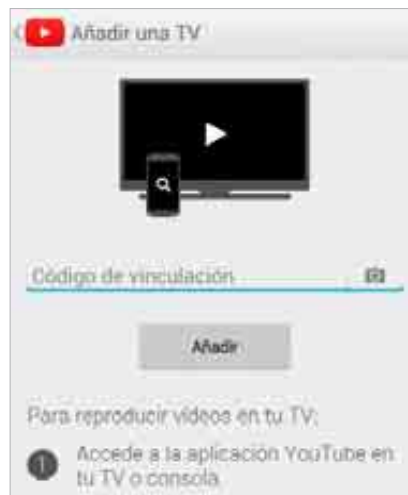 Añadir una TV
Código de vinculación
Añadir
Para reproducir vídeos en tu TV:
1 Accede a la aplicación YouTube en
tu TV o consola.